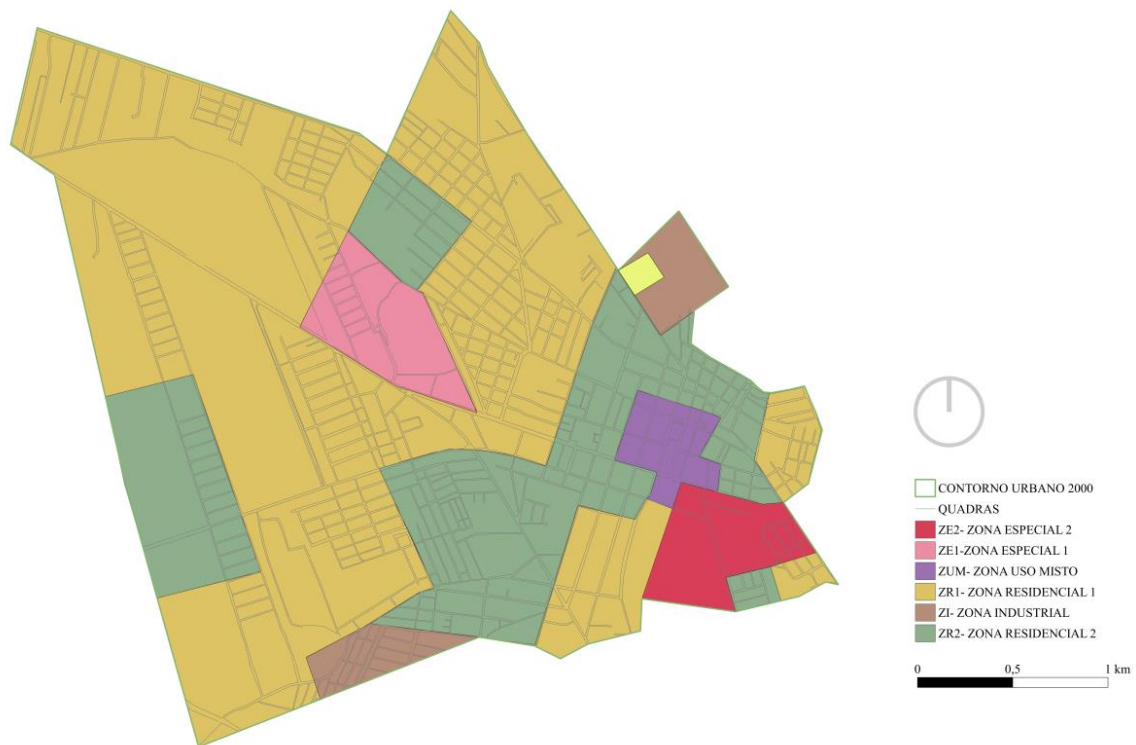 CONTORNO URBANO 2000
QUADRAS
ZE2- ZONA ESPECIAL 2
ZE1-ZONA ESPECIAL 1
ZUM- ZONA USO MISTO
ZR1- ZONA RESIDENCIAL 1
ZI- ZONA INDUSTRIAL
ZR2- ZONA RESIDENCIAL 2
0 0,5 1 km